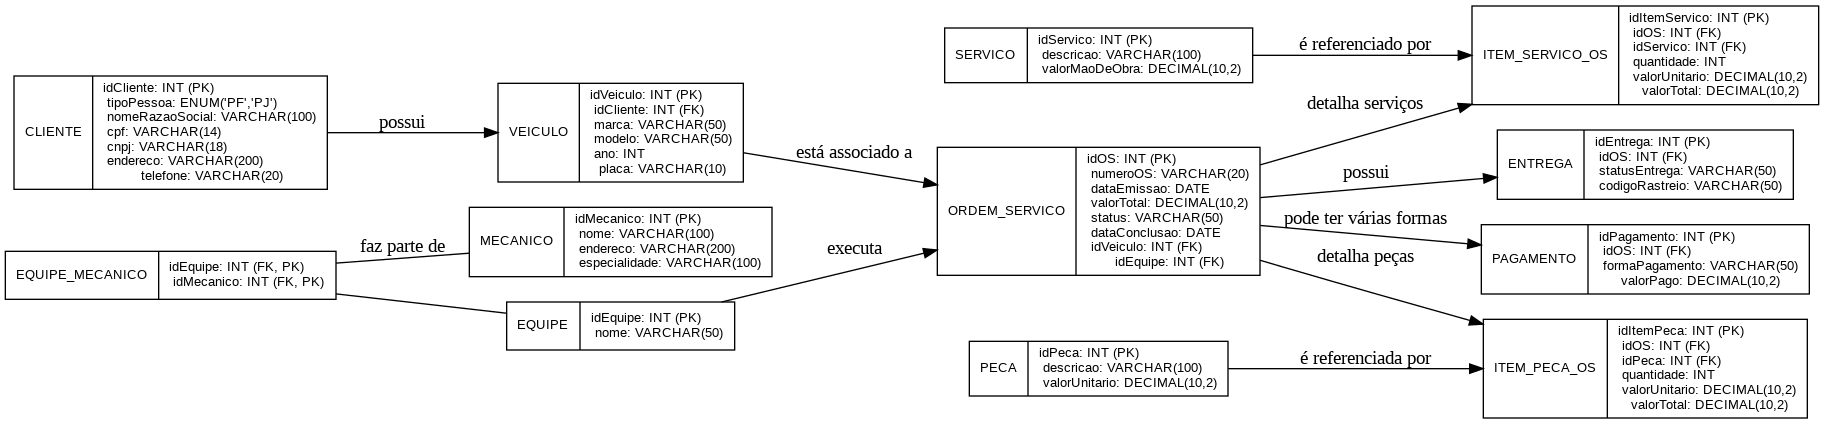 CLIENTE
idCliente: INT (PK)
tipoPessoa: ENUM('PF','PJ')
nomeRazaoSocial: VARCHAR(100)
cpf: VARCHAR(14)
cnpj: VARCHAR(18)
endereco: VARCHAR(200)
telefone: VARCHAR(20)
possui
VEICULO
idVeiculo: INT (PK)
idCliente: INT (FK)
marca: VARCHAR(50)
modelo: VARCHAR(50)
ano: INT
placa: VARCHAR(10)
está associado a
EQUIPE_MECANICO
idEquipe: INT (FK, PK)
idMecanico: INT (FK, PK)
faz parte de
MECANICO
idMecanico: INT (PK)
nome: VARCHAR(100)
endereco: VARCHAR(200)
especialidade: VARCHAR(100)
EQUIPE
idEquipe: INT (PK)
nome: VARCHAR(50)
executa
ORDEM_SERVICO
idOS: INT (PK)
numeroOS: VARCHAR(20)
dataEmissao: DATE
valorTotal: DECIMAL(10,2)
status: VARCHAR(50)
dataConclusao: DATE
idVeiculo: INT (FK)
idEquipe: INT (FK)
SERVICO
idServico: INT (PK)
descricao: VARCHAR(100)
valorMaoDeObra: DECIMAL(10,2)
é referenciado por
detalha serviços
ITEM_SERVICO_OS
idItemServico: INT (PK)
idOS: INT (FK)
idServico: INT (FK)
quantidade: INT
valorUnitario: DECIMAL(10,2)
valorTotal: DECIMAL(10,2)
possui
ENTREGA
idEntrega: INT (PK)
idOS: INT (FK)
statusEntrega: VARCHAR(50)
codigoRastreio: VARCHAR(50)
pode ter várias formas
PAGAMENTO
idPagamento: INT (PK)
idOS: INT (FK)
formaPagamento: VARCHAR(50)
valorPago: DECIMAL(10,2)
detalha peças
PECA
idPeca: INT (PK)
descricao: VARCHAR(100)
valorUnitario: DECIMAL(10,2)
é referenciada por
ITEM_PECA_OS
idItemPeca: INT (PK)
idOS: INT (FK)
idPeca: INT (FK)
quantidade: INT
valorUnitario: DECIMAL(10,2)
valorTotal: DECIMAL(10,2)